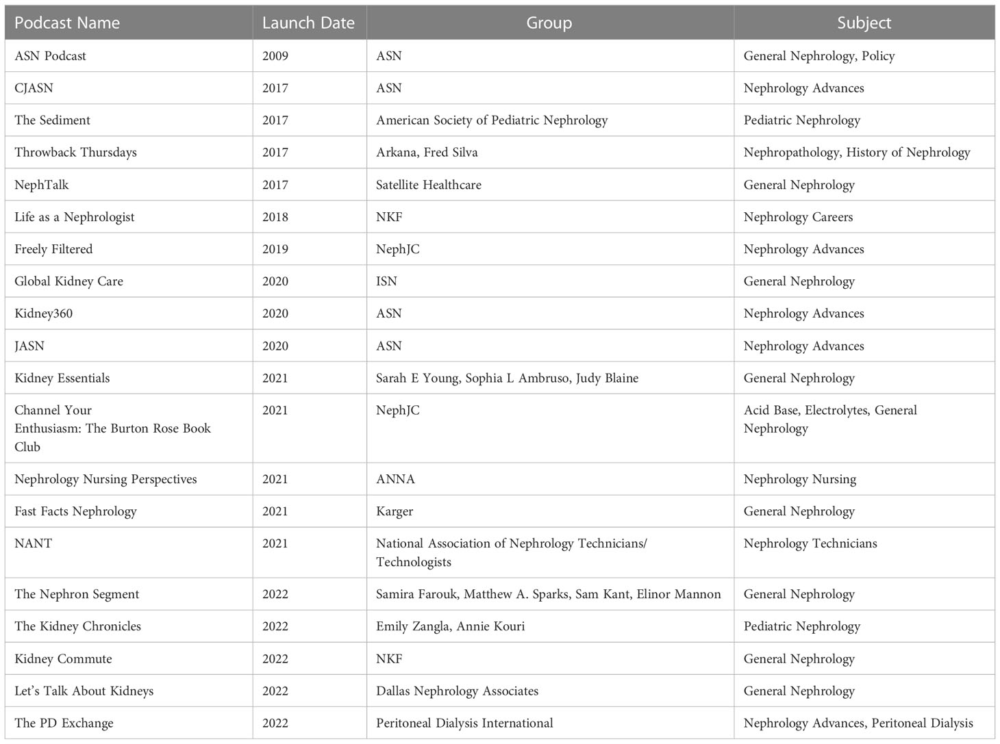 Podcast Name Launch Date Group Subject
ASN Podcast 2009 ASN General Nephrology, Policy
CJASN 2017 ASN Nephrology Advances
The Sediment 2017 American Society of Pediatric Nephrology Pediatric Nephrology
Throwback Thursdays 2017 Arkana, Fred Silva Nephropathology, History of Nephrology
NephTalk 2017 Satellite Healthcare General Nephrology
Life as a Nephrologist 2018 NKF Nephrology Careers
Freely Filtered 2019 NephJC Nephrology Advances
Global Kidney Care 2020 ISN General Nephrology
Kidney360 2020 ASN Nephrology Advances
JASN 2020 ASN Nephrology Advances
Kidney Essentials 2021 Sarah E Young, Sophia L Ambruso, Judy Blaine General Nephrology
Channel Your 2021 NephJC Acid Base, Electrolytes, General
Enthusiasm: The Burton Rose Book Nephrology
Club
Nephrology Nursing Perspectives 2021 ANNA Nephrology Nursing
Fast Facts Nephrology 2021 Karger General Nephrology
NANT 2021 National Association of Nephrology Technicians/ Nephrology Technicians
Technologists
The Nephron Segment 2022 Samira Farouk, Matthew A. Sparks, Sam Kant, Elinor Mannon General Nephrology
The Kidney Chronicles 2022 Emily Zangla, Annie Kouri Pediatric Nephrology
Kidney Commute 2022 NKF General Nephrology
Let's Talk About Kidneys 2022 Dallas Nephrology Associates General Nephrology
The PD Exchange 2022 Peritoneal Dialysis International Nephrology Advances, Peritoneal Dialysis